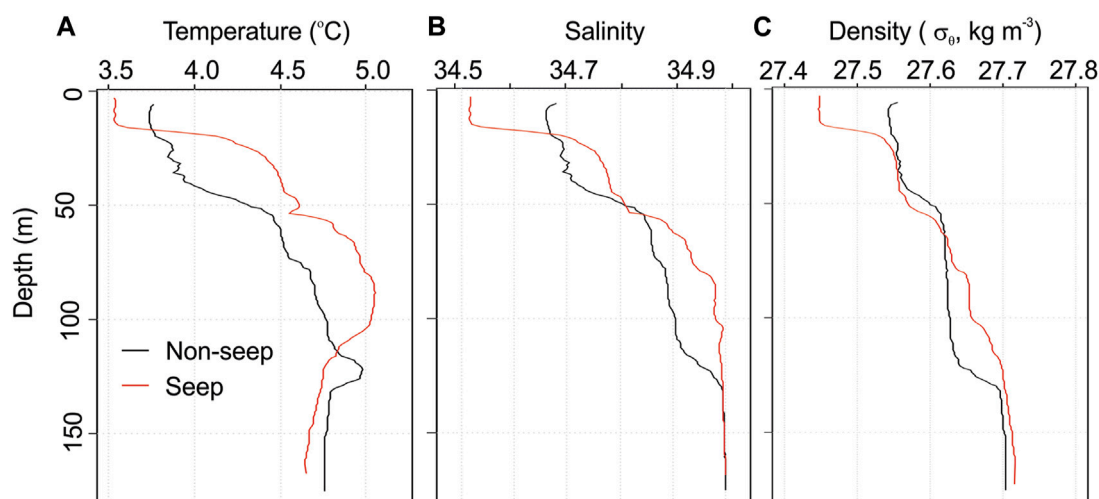 A Temperature (°C)
3.5 4.0 4.5 5.0
B Salinity
34.5 34.7 34.9
C Density ( σθ, kg m-3)
27.4 27.5 27.6 27.7 27.8
Depth (m)
0
50
100
150
Non-seep
Seep